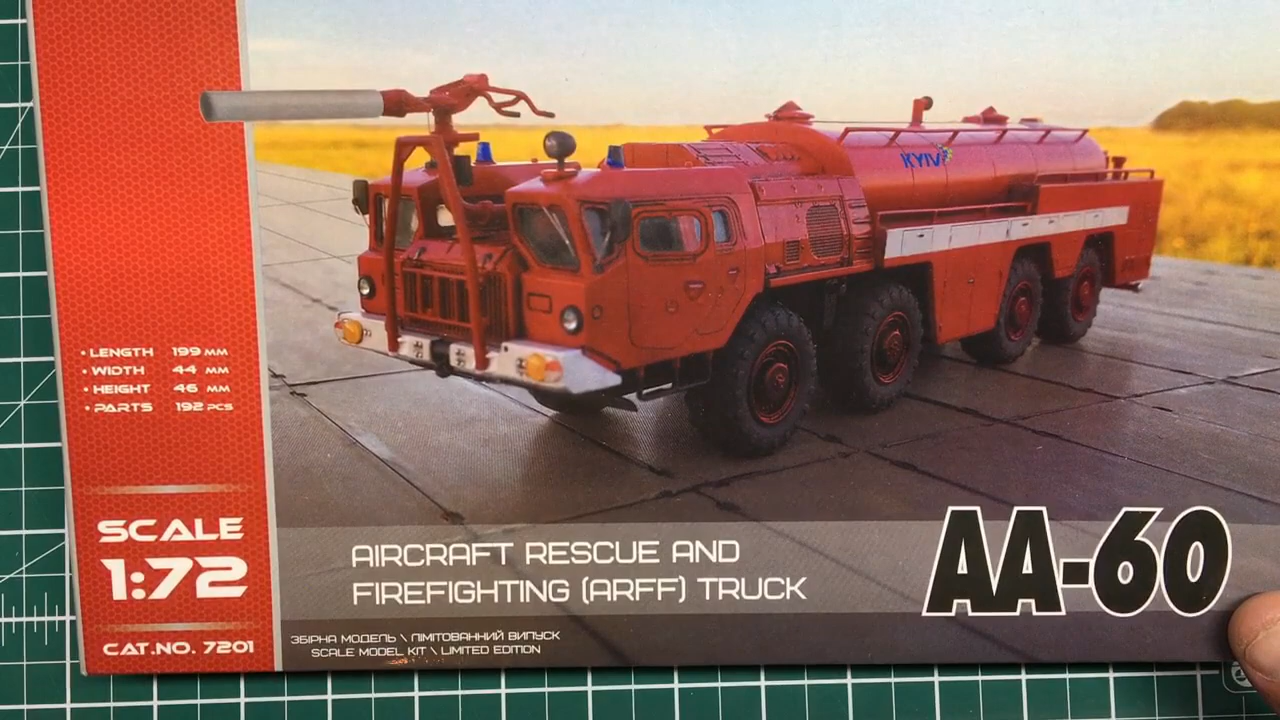 KYIV
• LENGTH 199 MM
• WIDTH 44 MM
• HEIGHT 46 MM
• PARTS 192 PCS
SCALE
1:72
CAT.NO. 7201
AIRCRAFT RESCUE AND
FIREFIGHTING (ARFF) TRUCK
AA-60
ЗБІРНА МОДЕЛЬ \ ЛІМІТОВАННИЙ ВИПУСК
SCALE MODEL KIT \ LIMITED EDITION